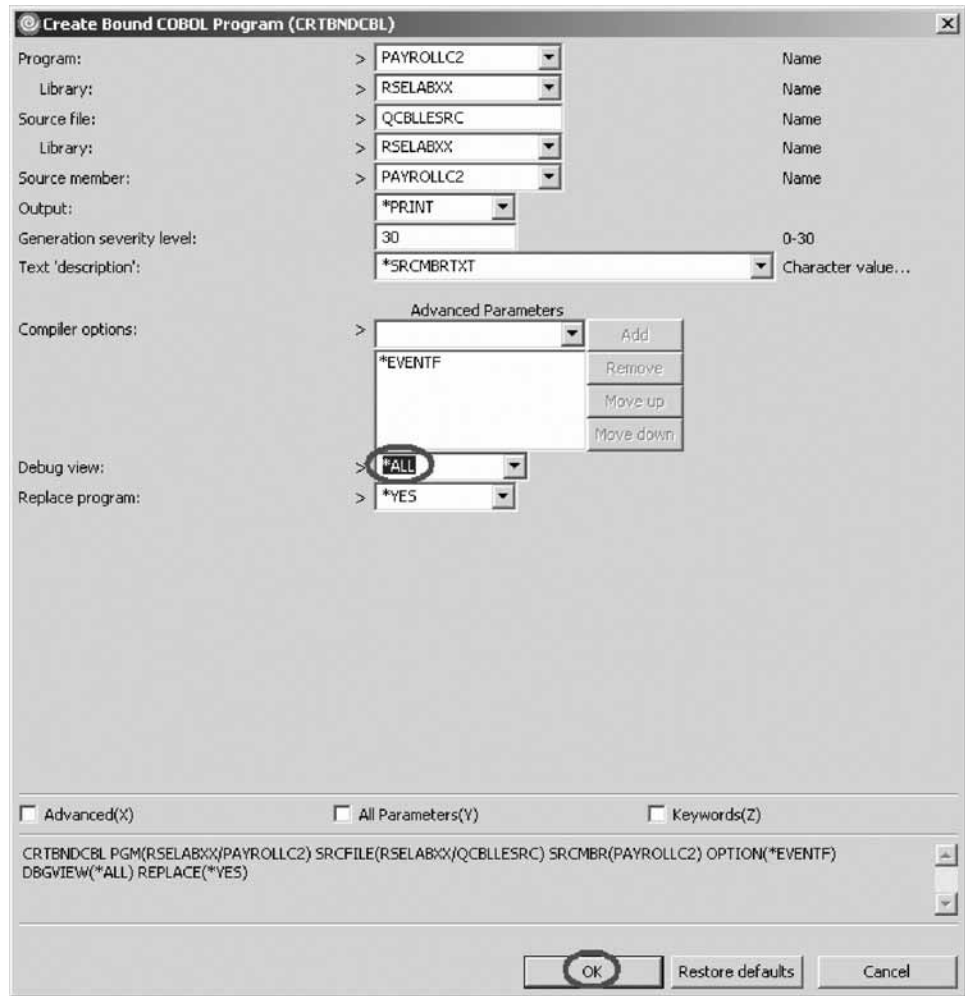 Create Bound COBOL Program (CRTBNDCBL)
Program: > PAYROLLC2 Name
Library: > RSELABXX Name
Source file: > QCBLLESRC Name
Library: > RSELABXX Name
Source member: > PAYROLLC2 Name
Output: *PRINT
Generation severity level: 30 0-30
Text 'description': *SRCMBRTXT Character value...
Advanced Parameters
Compiler options: > Add
*EVENTF Remove
Move up
Move down
Debug view: > *ALL
Replace program: > *YES
Advanced(X) All Parameters(Y) Keywords(Z)
CRTBNDCBL PGM(RSELABXX/PAYROLLC2) SRCFILE(RSELABXX/QCBLLESRC) SRCMBR(PAYROLLC2) OPTION(*EVENTF)
DBGVIEW(*ALL) REPLACE(*YES)
OK Restore defaults Cancel